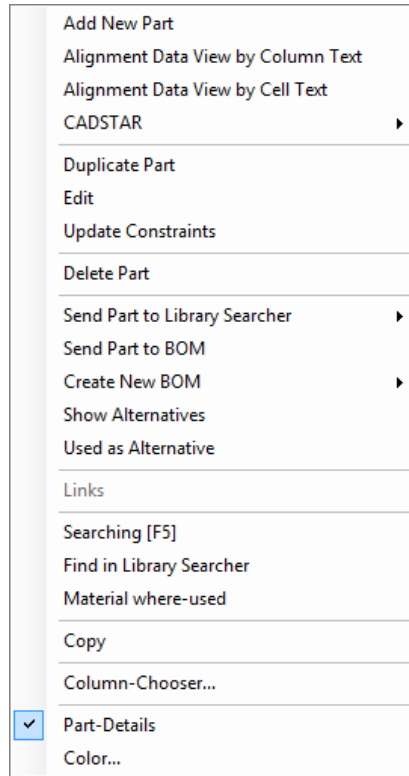 Add New Part
Alignment Data View by Column Text
Alignment Data View by Cell Text
CADSTAR
Duplicate Part
Edit
Update Constraints
Delete Part
Send Part to Library Searcher
Send Part to BOM
Create New BOM
Show Alternatives
Used as Alternative
Links
Searching [F5]
Find in Library Searcher
Material where-used
Copy
Column-Chooser...
Part-Details
Color...